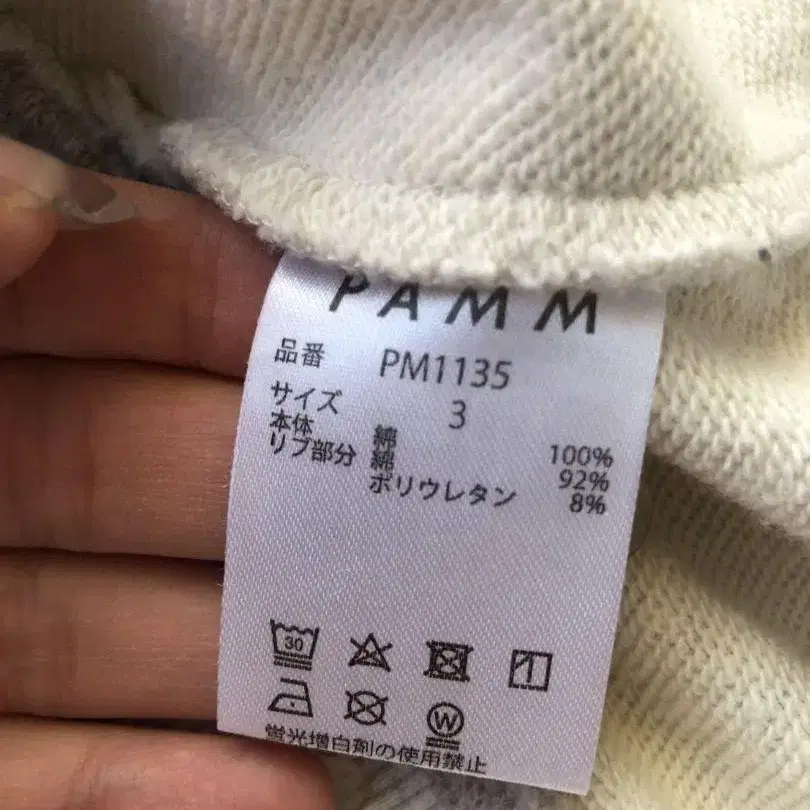 PAMM
品番 PM1135
サイズ 3
本体 綿 100%
リブ部分 綿 92%
ポリウレタン 8%
30
W
蛍光増白剤の使用禁止